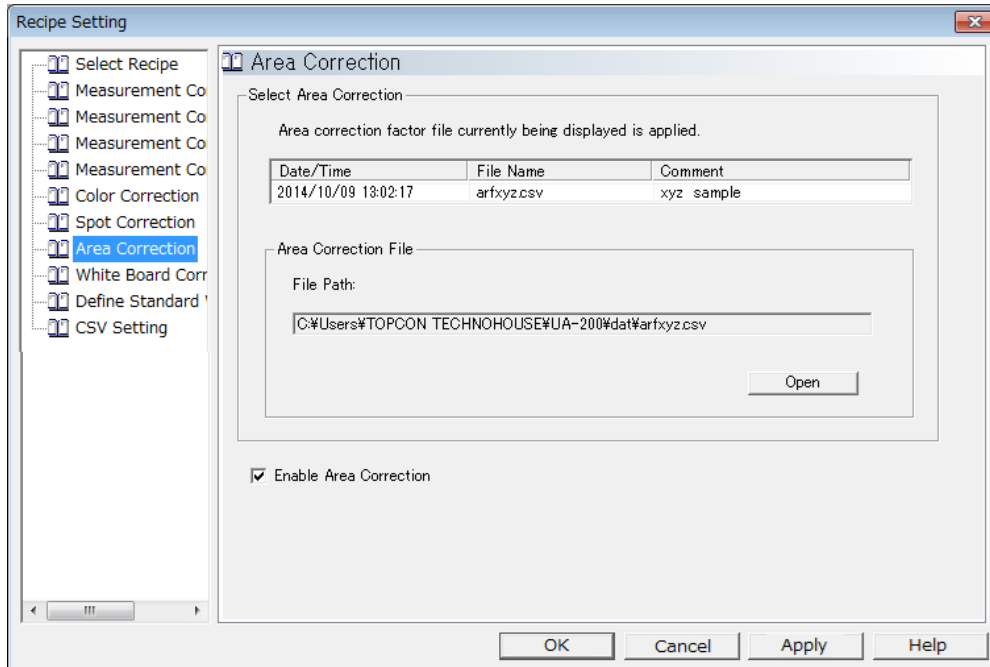 Recipe Setting
Select Recipe
Measurement Co
Measurement Co
Measurement Co
Measurement Co
Color Correction
Spot Correction
Area Correction
White Board Corr
Define Standard
CSV Setting
Area Correction
Select Area Correction
Area correction factor file currently being displayed is applied.
Date/Time File Name Comment
2014/10/09 13:02:17 arfxyz.csv xyz sample
Area Correction File
File Path:
C:¥Users¥TOPCON TECHNOHOUSE¥UA-200¥dat¥arfxyz.csv
Open
Enable Area Correction
OK Cancel Apply Help